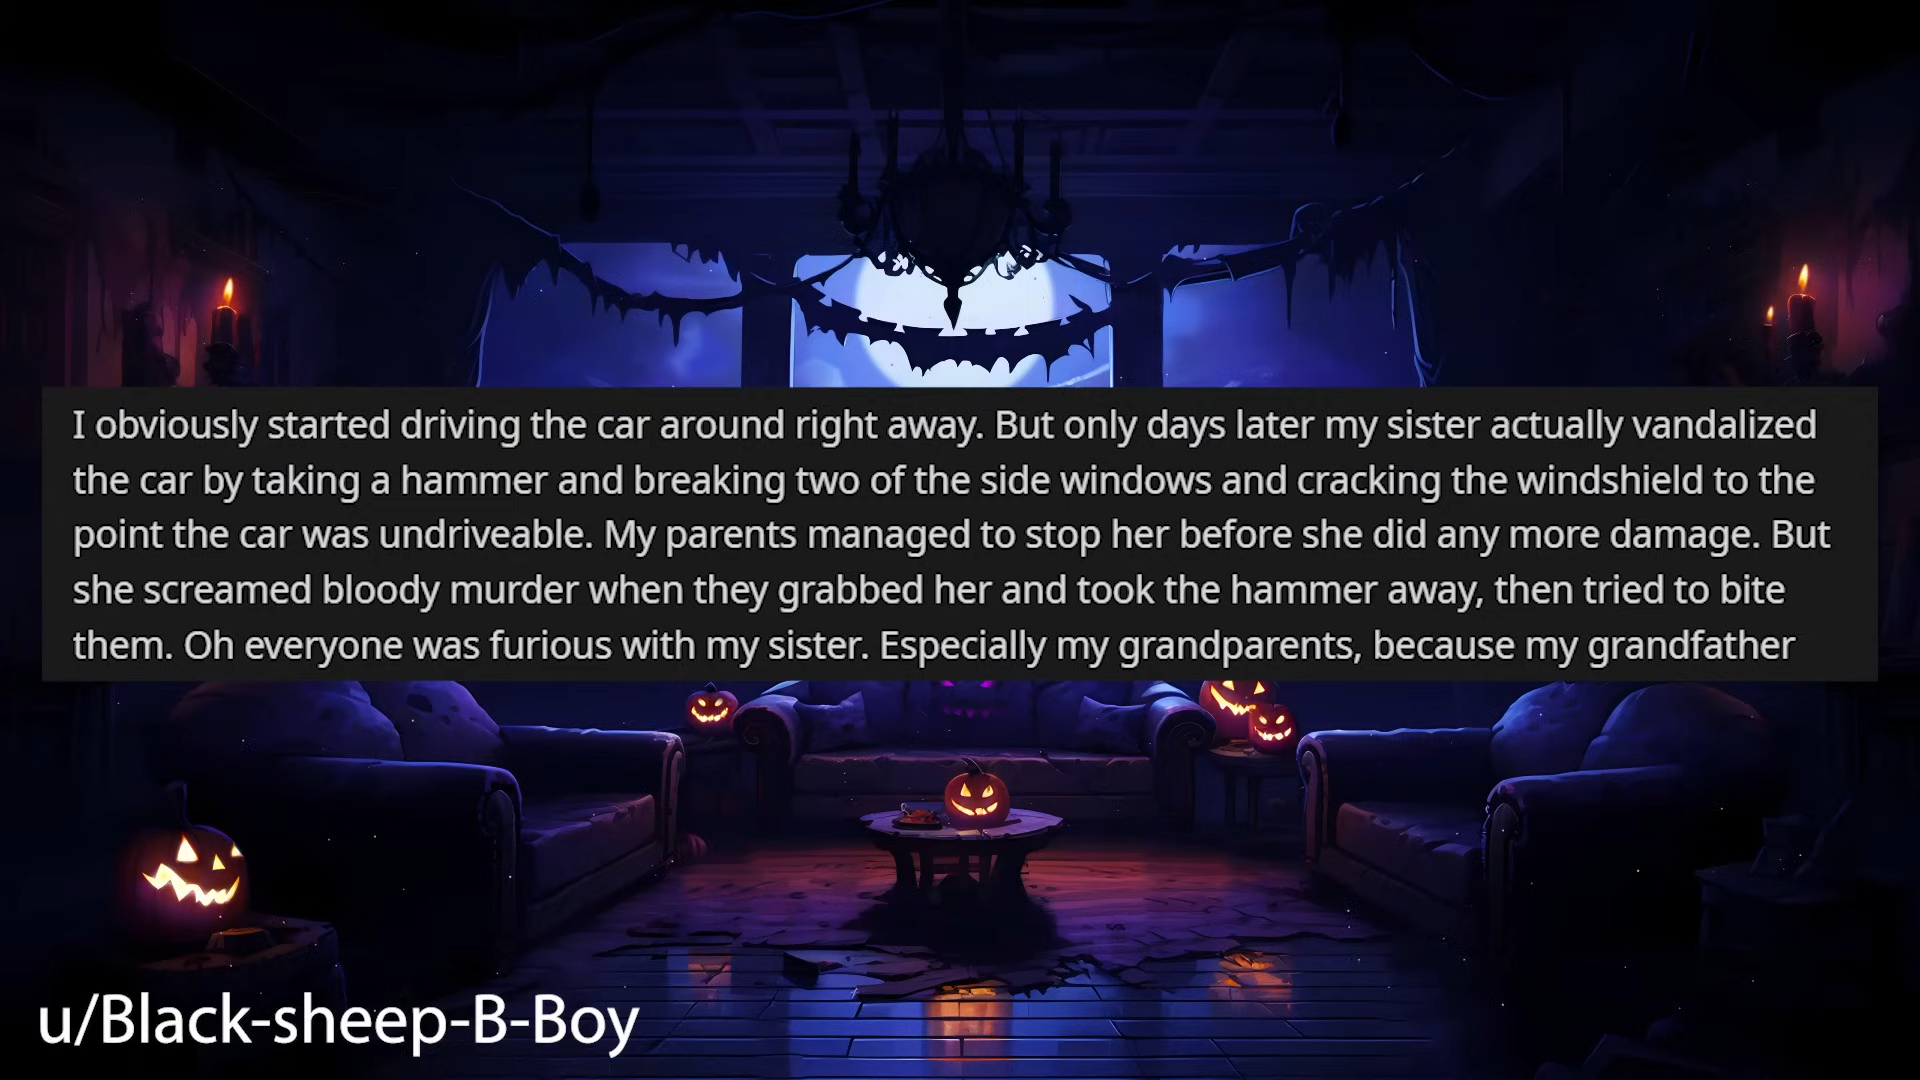 I obviously started driving the car around right away. But only days later my sister actually vandalized
the car by taking a hammer and breaking two of the side windows and cracking the windshield to the
point the car was undriveable. My parents managed to stop her before she did any more damage. But
she screamed bloody murder when they grabbed her and took the hammer away, then tried to bite
them. Oh everyone was furious with my sister. Especially my grandparents, because my grandfather
u/Black-sheep-B-Boy